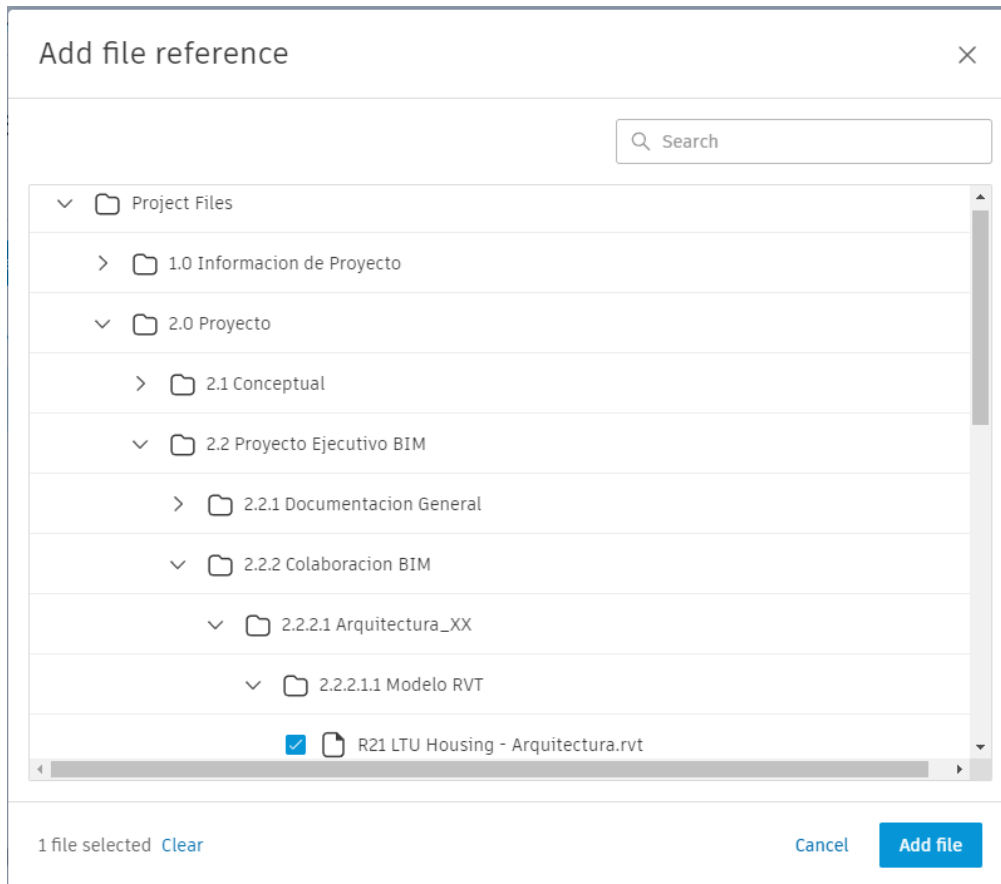 Add file reference
Search
Project Files
1.0 Informacion de Proyecto
2.0 Proyecto
2.1 Conceptual
2.2 Proyecto Ejecutivo BIM
2.2.1 Documentacion General
2.2.2 Colaboracion BIM
2.2.2.1 Arquitectura_XX
2.2.2.1.1 Modelo RVT
R21 LTU Housing - Arquitectura.rvt
1 file selected Clear Cancel Add file